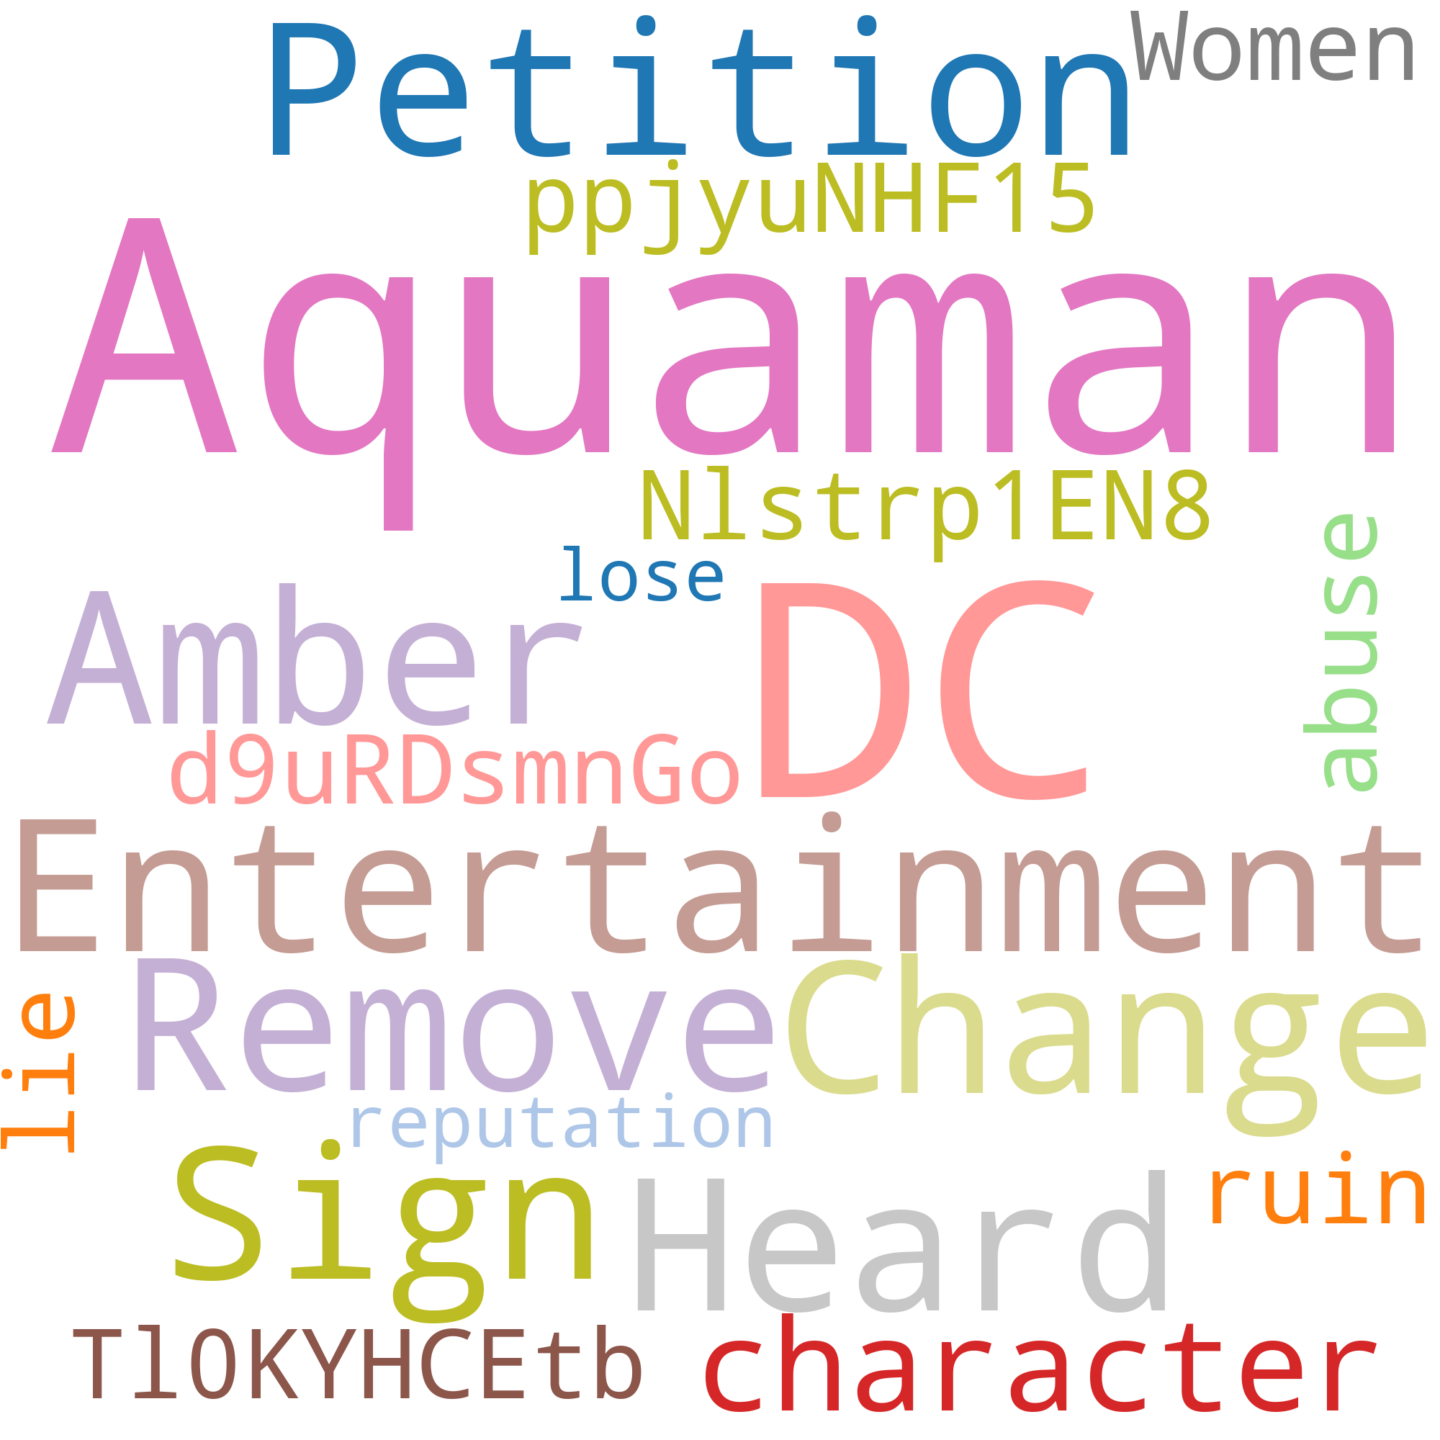 Petition
Women
ppjyuNHF15
Aquaman
Nlstrp1EN8
lose
abuse
Amber
DC
d9uRDsmnGo
Entertainment
Remove
Change
lie
reputation
Sign
Heard
ruin
Tl0KYHCEtb
character